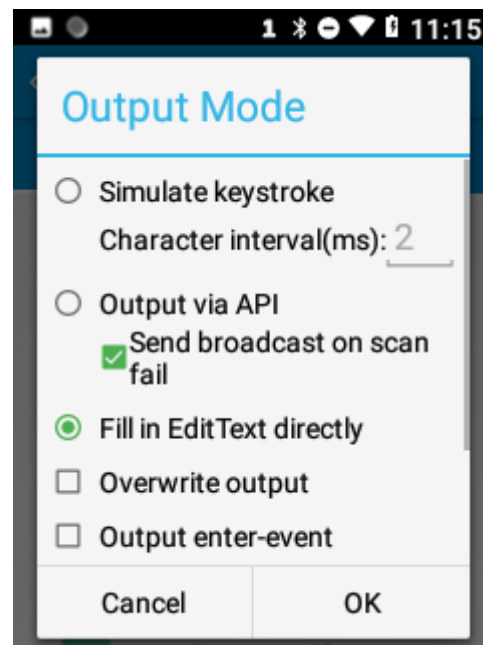 1 11:15
Output Mode
Simulate keystroke
Character interval(ms): 2
Output via API
Send broadcast on scan
fail
Fill in EditText directly
Overwrite output
Output enter-event
Cancel OK